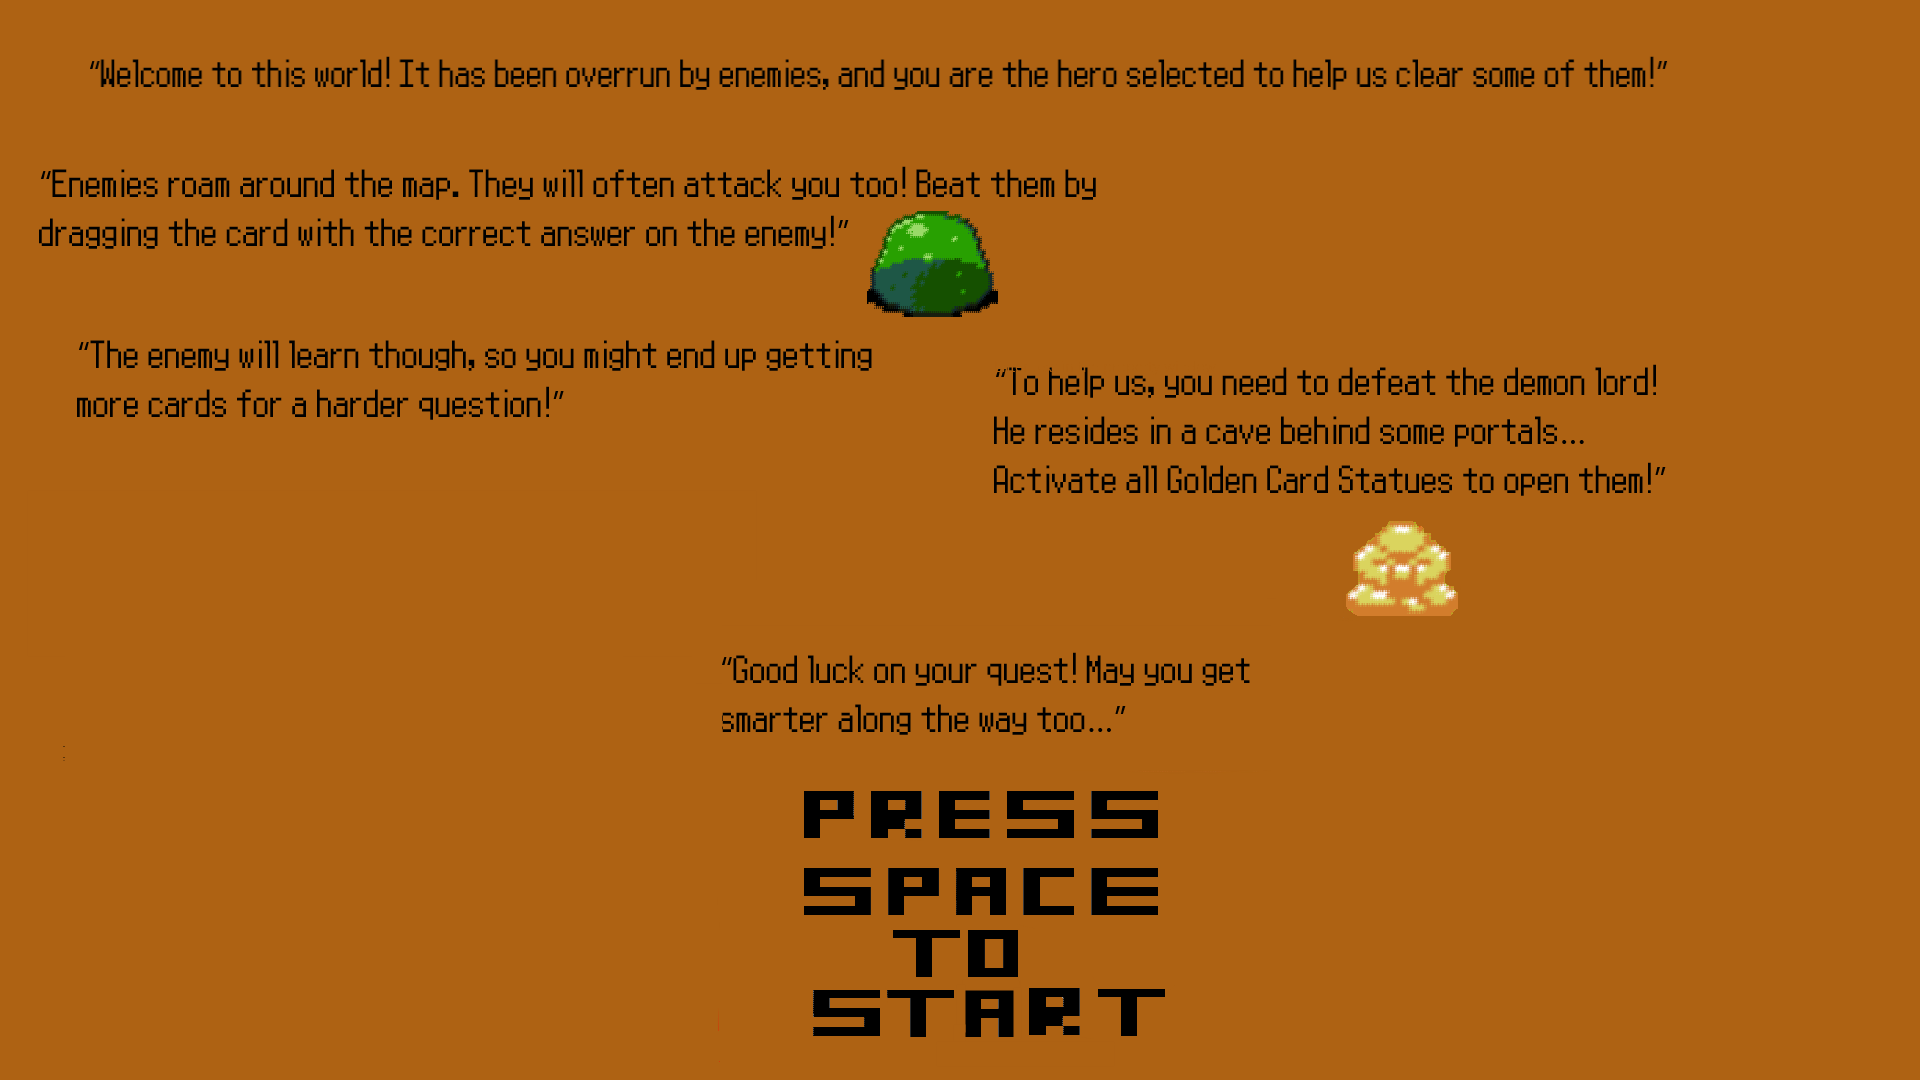 “Welcome to this world! It has been overrun by enemies, and you are the hero selected to help us clear some of them!”
“Enemies roam around the map. They will often attack you too! Beat them by
dragging the card with the correct answer on the enemy!”
“The enemy will learn though, so you might end up getting
more cards for a harder question!”
“To help us, you need to defeat the demon lord!
He resides in a cave behind some portals...
Activate all Golden Card Statues to open them!”
“Good luck on your quest! May you get
smarter along the way too...”
PRESS
SPACE
TO
START